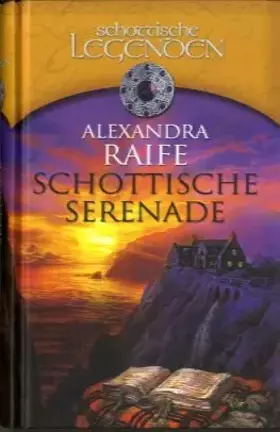 schottische
LEGENDEN
ALEXANDRA
RAIFE
SCHOTTISCHE
SERENADE